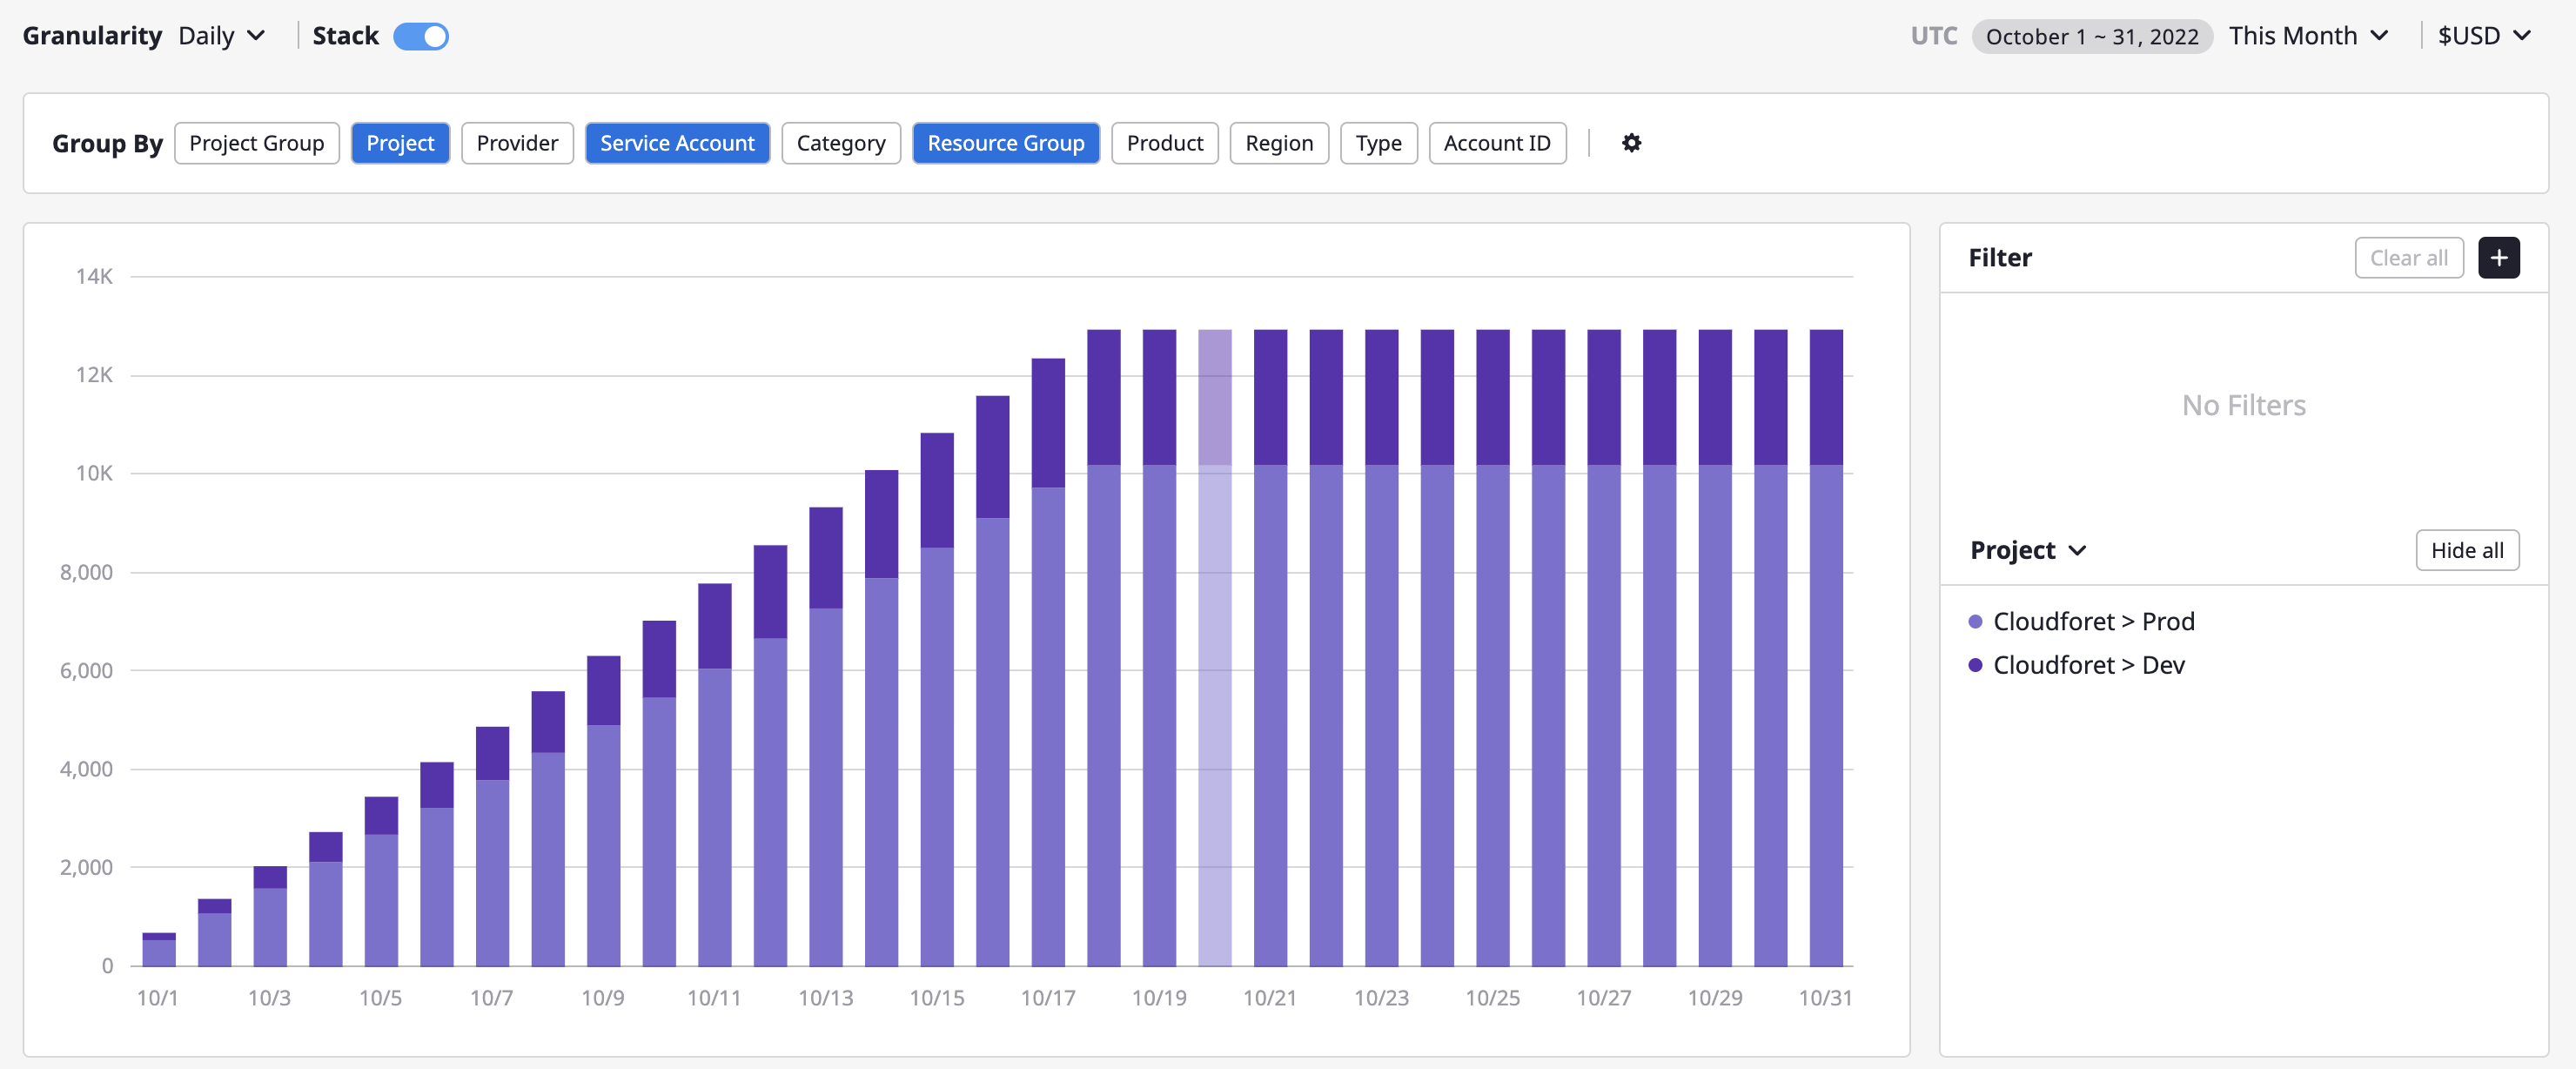 Granularity Daily Stack UTC October 1 ~ 31, 2022 This Month $USD
Group By Project Group Project Provider Service Account Category Resource Group Product Region Type Account ID
14K
12K
10K
8,000
6,000
4,000
2,000
0
10/1 10/3 10/5 10/7 10/9 10/11 10/13 10/15 10/17 10/19 10/21 10/23 10/25 10/27 10/29 10/31
Filter Clear all +
No Filters
Project Hide all
Cloudforet > Prod
Cloudforet > Dev